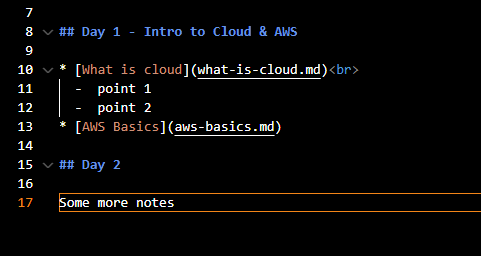 7
8 ## Day 1 - Intro to Cloud & AWS
9
10 * [What is cloud](what-is-cloud.md)<br>
11 - point 1
12 - point 2
13 * [AWS Basics](aws-basics.md)
14
15 ## Day 2
16
17 Some more notes